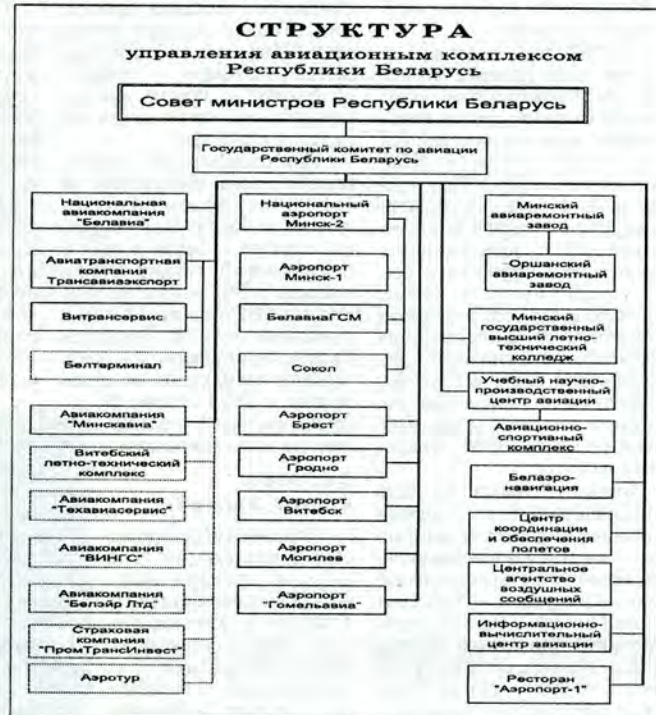 СТРУКТУРА
управления авиационным комплексом
Республики Беларусь
Совет министров Республики Беларусь
Государственный комитет по авиации
Республики Беларусь
Национальная
авиакомпания
"Белавиа"
Авиатранспортная
компания
Трансавиаэкспорт
Витрансервис
Белтерминал
Авиакомпания
"Минскавиа"
Витебский
летно-технический
комплекс
Авиакомпания
"Техавиасервис"
Авиакомпания
"ВИНГС"
Авиакомпания
"Белэйр Лтд"
Страховая
компания
"ПромТрансИнвест"
Аэротур
Национальный
аэропорт
Минск-2
Аэропорт
Минск-1
БелавиаГСМ
Сокол
Аэропорт
Брест
Аэропорт
Гродно
Аэропорт
Витебск
Аэропорт
Могилев
Аэропорт
"Гомельавиа"
Минский
авиаремонтный
завод
Оршанский
авиаремонтный
завод
Минский
государственный
высший летно-
технический
колледж
Учебный научно-
производственный
центр авиации
Авиационно-
спортивный
комплекс
Белаэро-
навигация
Центр
координации
и обеспечения
полетов
Центральное
агентство
воздушных
сообщений
Информационно-
вычислительный
центр авиации
Ресторан
"Аэропорт-1"